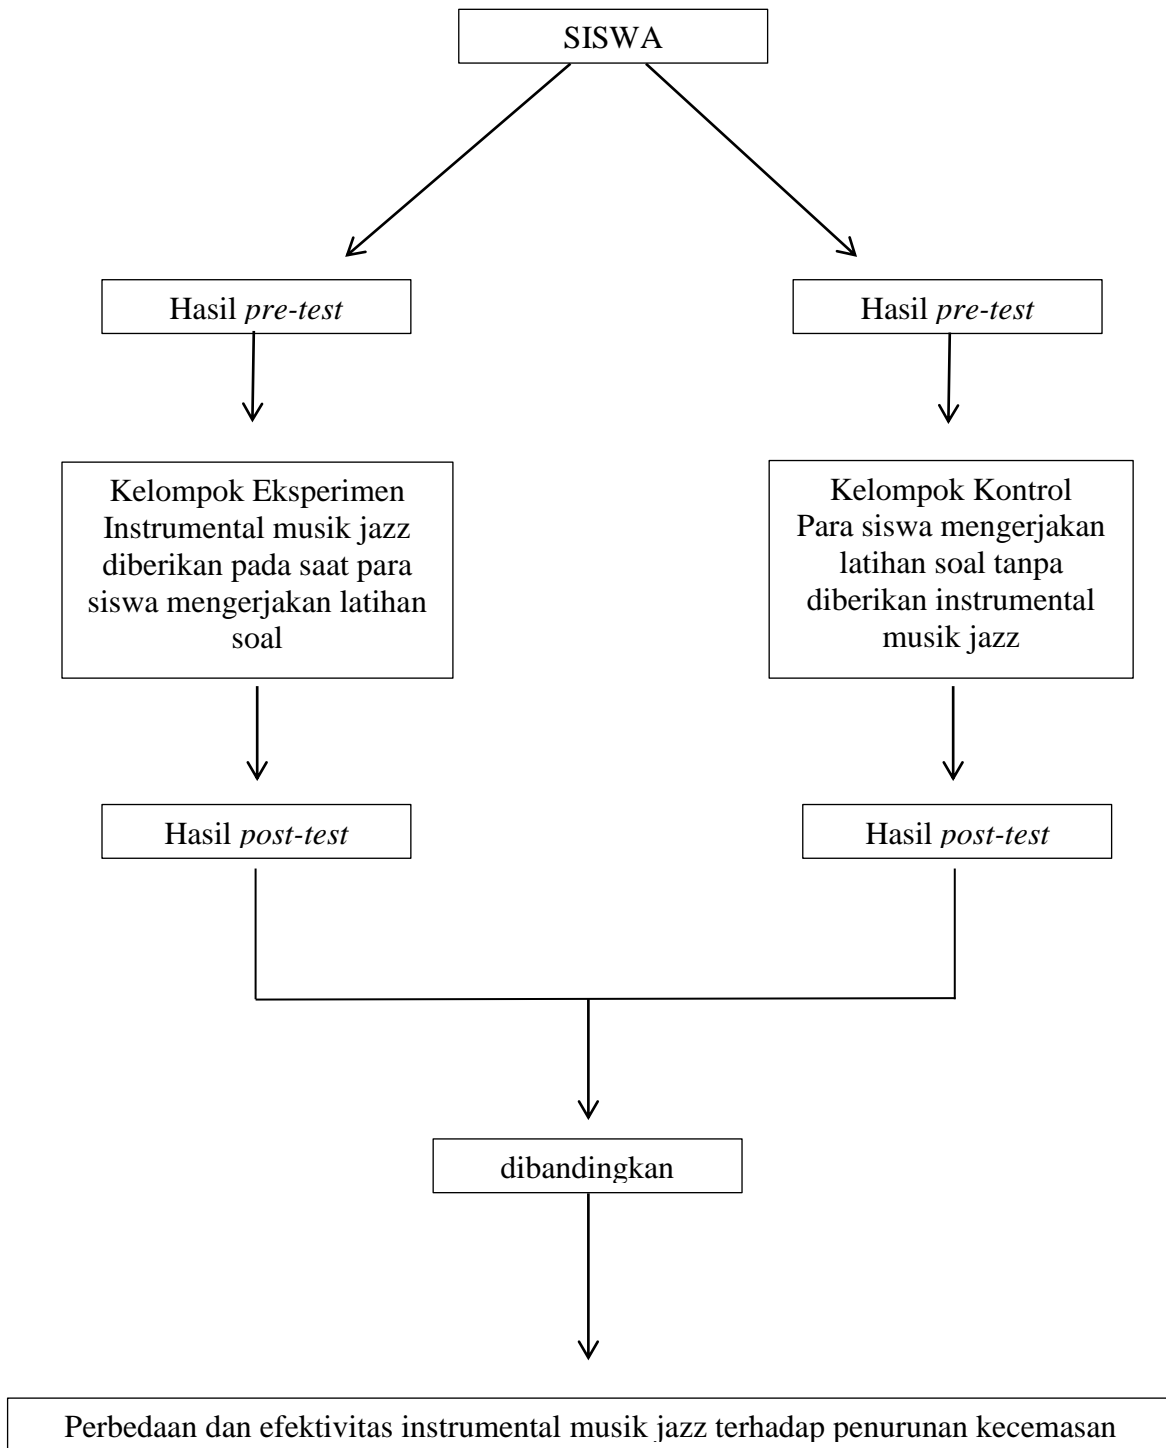 SISWA
Hasil pre-test
Hasil pre-test
Kelompok Eksperimen
Instrumental musik jazz
diberikan pada saat para
siswa mengerjakan latihan
soal
Kelompok Kontrol
Para siswa mengerjakan
latihan soal tanpa
diberikan instrumental
musik jazz
Hasil post-test
Hasil post-test
dibandingkan
Perbedaan dan efektivitas instrumental musik jazz terhadap penurunan kecemasan